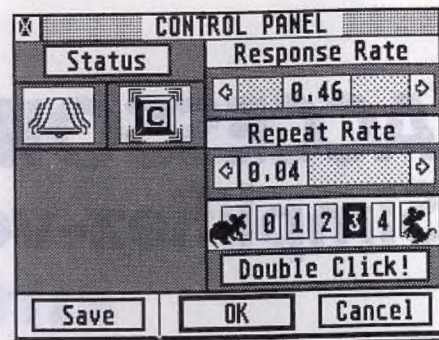 CONTROL PANEL
Status
Response Rate
0.46
C
Repeat Rate
0.04
0 1 2 3 4
Double Click!
Save OK Cancel